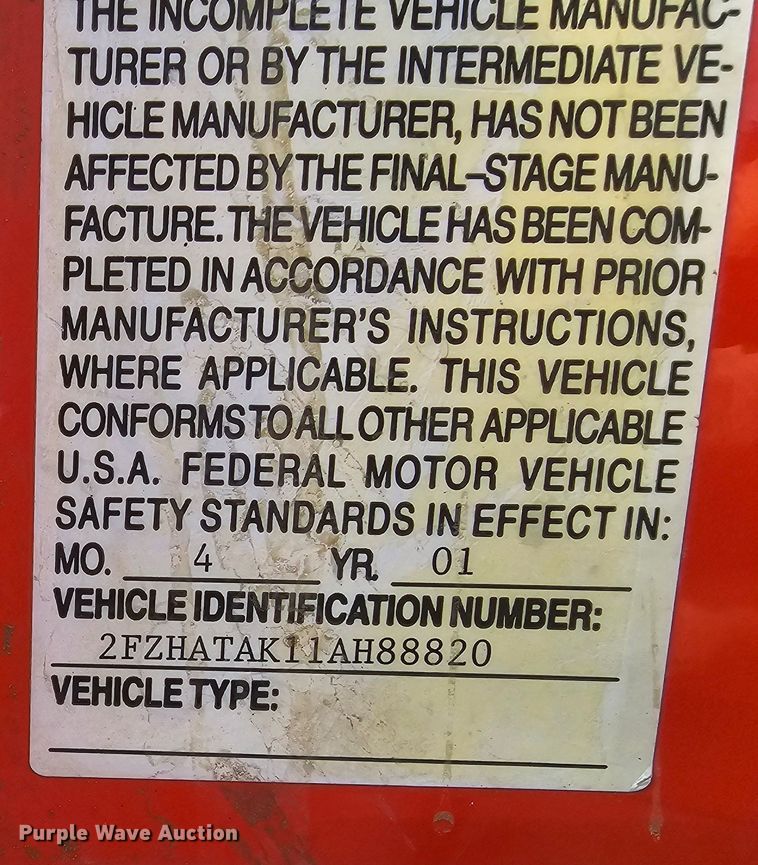 THE INCOMPLETE VEHICLE MANUFAC-
TURER OR BY THE INTERMEDIATE VE-
HICLE MANUFACTURER, HAS NOT BEEN
AFFECTED BY THE FINAL-STAGE MANU-
FACTURE. THE VEHICLE HAS BEEN COM-
PLETED IN ACCORDANCE WITH PRIOR
MANUFACTURER'S INSTRUCTIONS,
WHERE APPLICABLE. THIS VEHICLE
CONFORMS TO ALL OTHER APPLICABLE
U.S.A. FEDERAL MOTOR VEHICLE
SAFETY STANDARDS IN EFFECT IN:
MO. 4 YR. 01
VEHICLE IDENTIFICATION NUMBER:
2FZHATAK11AH88820
VEHICLE TYPE:
Purple Wave Auction